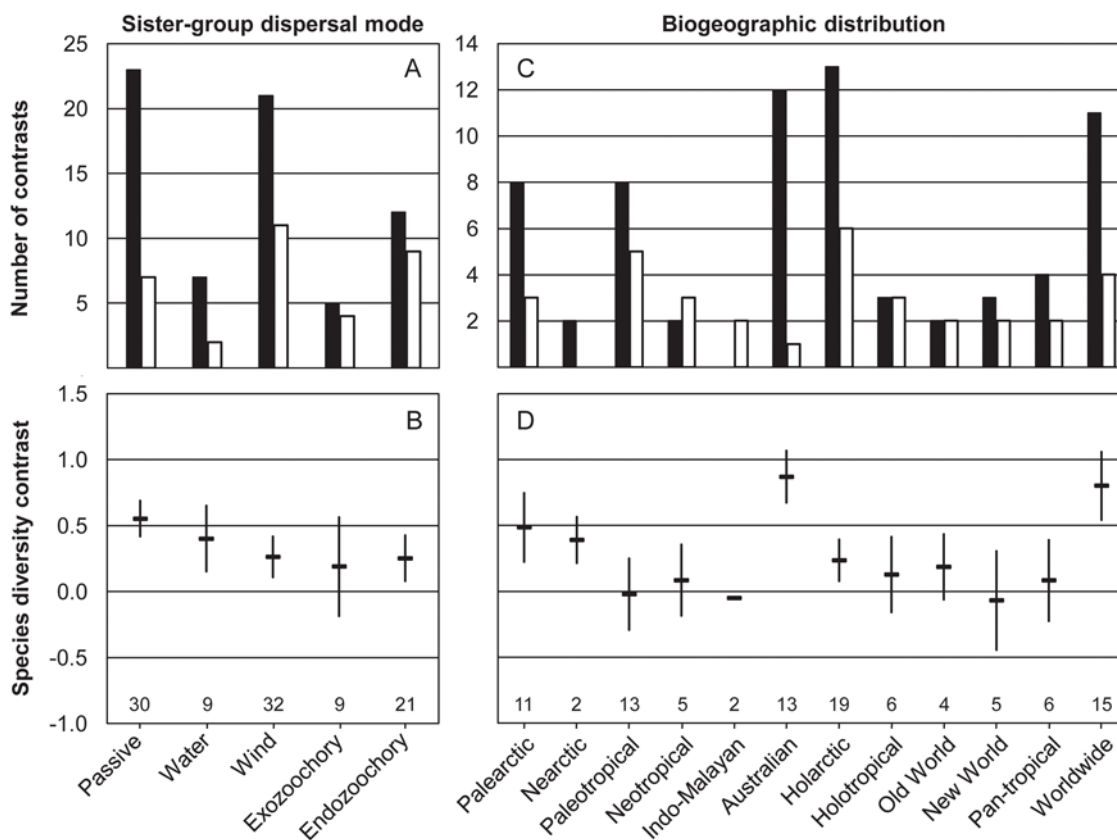 Sister-group dispersal mode
Biogeographic distribution
Number of contrasts
25
20
15
10
5
A
14
12
10
8
6
4
2
C
Species diversity contrast
1.5
1.0
0.5
0.0
-0.5
-1.0
B
D
30 9 32 9 21
11 2 13 5 2 13 19 6 4 5 6 15
Passive
Water
Wind
Exozoochory
Endozoochory
Palearctic
Nearctic
Paleotropical
Neotropical
Indo-Malayan
Australian
Holarctic
Holotropical
Old World
New World
Pan-tropical
Worldwide